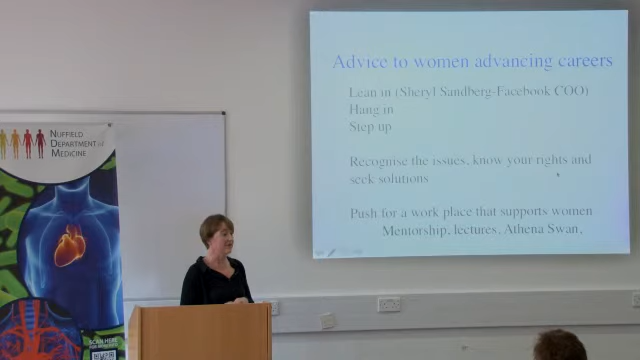 NUFFIELD
DEPARTMENT of
MEDICINE
SCAN HERE
Advice to women advancing careers
Lean in (Sheryl Sandberg-Facebook COO)
Hang in
Step up
Recognise the issues, know your rights and
seek solutions
Push for a work place that supports women
Mentorship, lectures, Athena Swan,